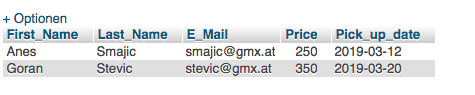 + Optionen
First_Name Last_Name E_Mail Price Pick_up_date
Anes Smajic smajic@gmx.at 250 2019-03-12
Goran Stevic stevic@gmx.at 350 2019-03-20